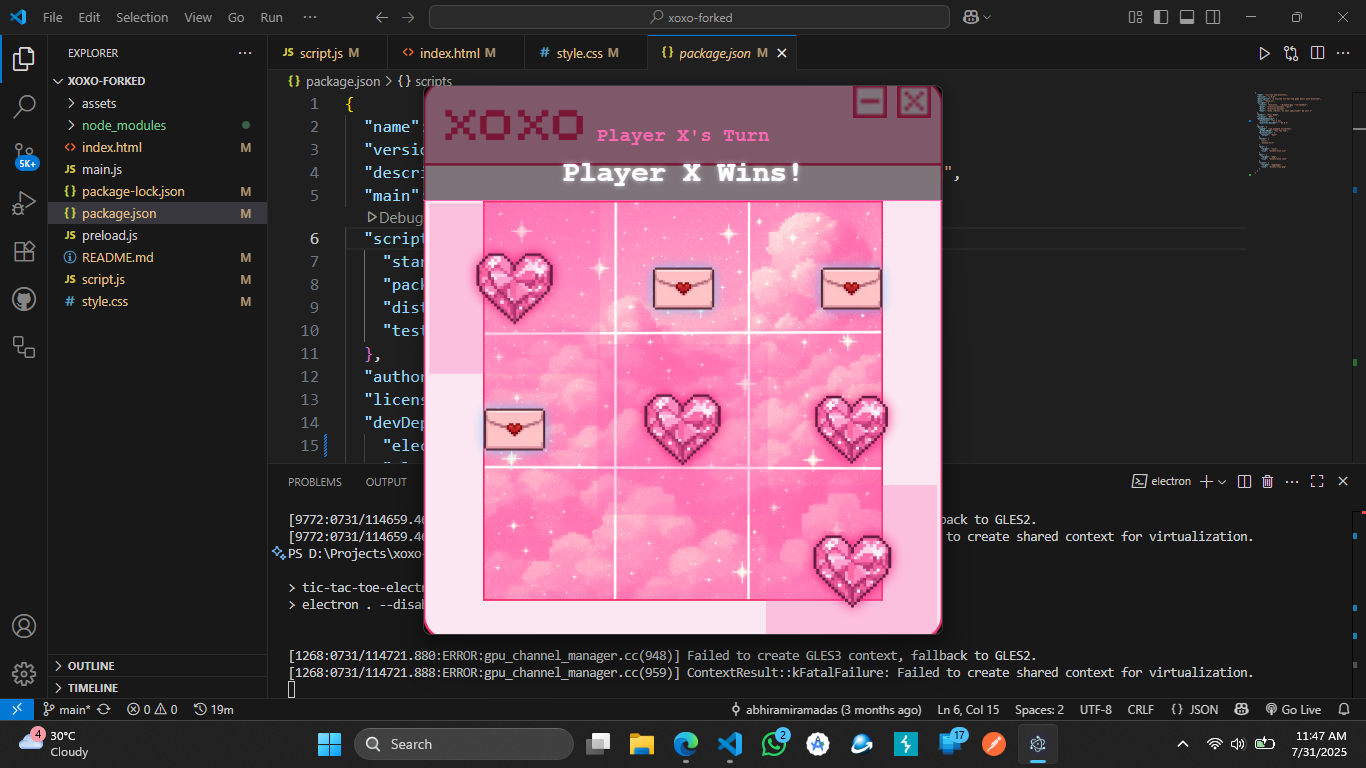 File Edit Selection View Go Run ···
xoxo-forked
EXPLORER ···
XOXO-FORKED
assets
node_modules
index.html M
main.js
package-lock.json M
package.json M
preload.js
README.md M
script.js M
style.css M
OUTLINE
TIMELINE
5K+
JS script.js M
<> index.html M
# style.css M
{} package.json M
{} package.json > {} scripts
1 {
2 "name":
3 "versio
4 "descri ",
5 "main"
Debug
6 "script
7 "star
8 "pack
9 "dist
10 "test
11 },
12 "author
13 "licens
14 "devDep
15 "elec
XOXO Player X's Turn
Player X Wins!
PROBLEMS OUTPUT electron
[9772:0731/114659.46 back to GLES2.
[9772:0731/114659.46 to create shared context for virtualization.
PS D:\Projects\xoxo-
> tic-tac-toe-electr
> electron . --disab
[1268:0731/114721.880:ERROR:gpu_channel_manager.cc(948)] Failed to create GLES3 context, fallback to GLES2.
[1268:0731/114721.888:ERROR:gpu_channel_manager.cc(959)] ContextResult::kFatalFailure: Failed to create shared context for virtualization.
main* 0 0 19m abhiramiramadas (3 months ago) Ln 6, Col 15 Spaces: 2 UTF-8 CRLF {} JSON Go Live
4 30°C
Cloudy
Search
2
17
11:47 AM
7/31/2025